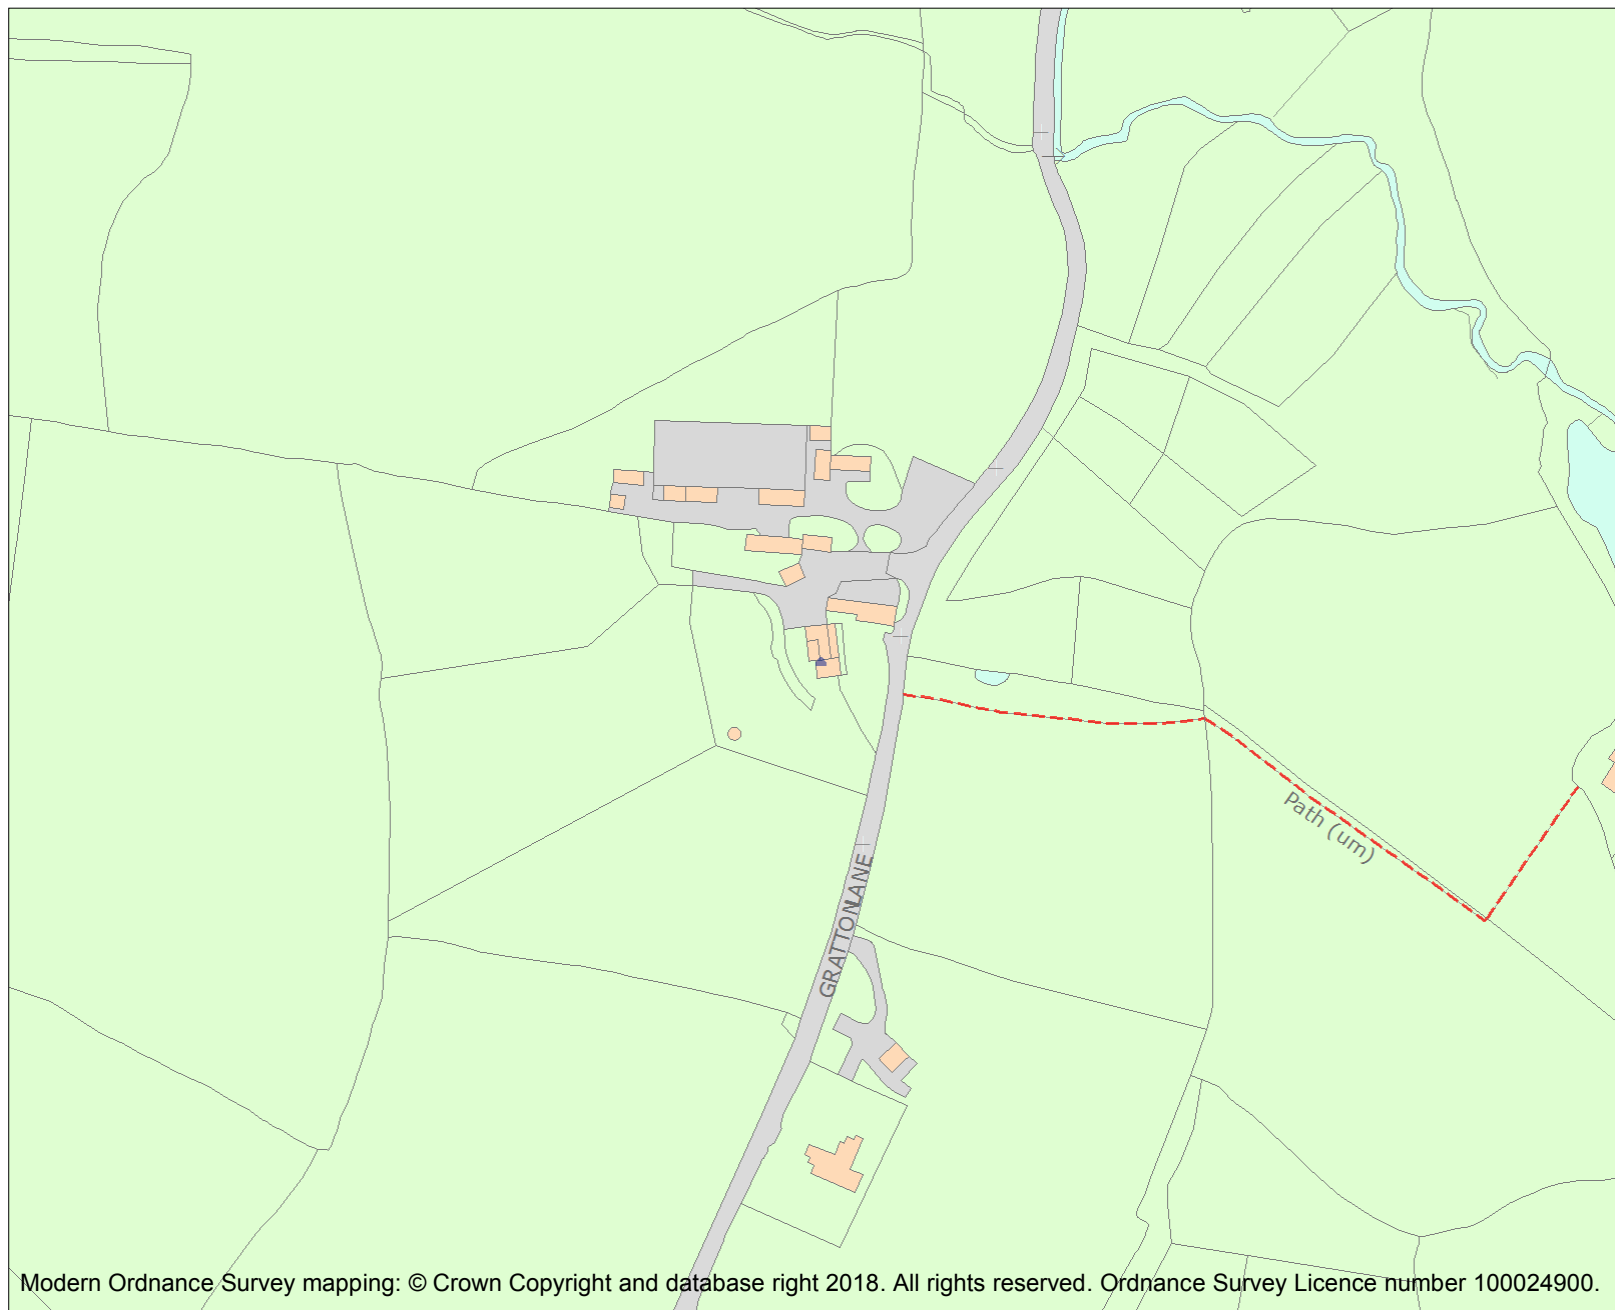 Path (um)
GRATTON LANE
Modern Ordnance Survey mapping: © Crown Copyright and database right 2018. All rights reserved. Ordnance Survey Licence number 100024900.